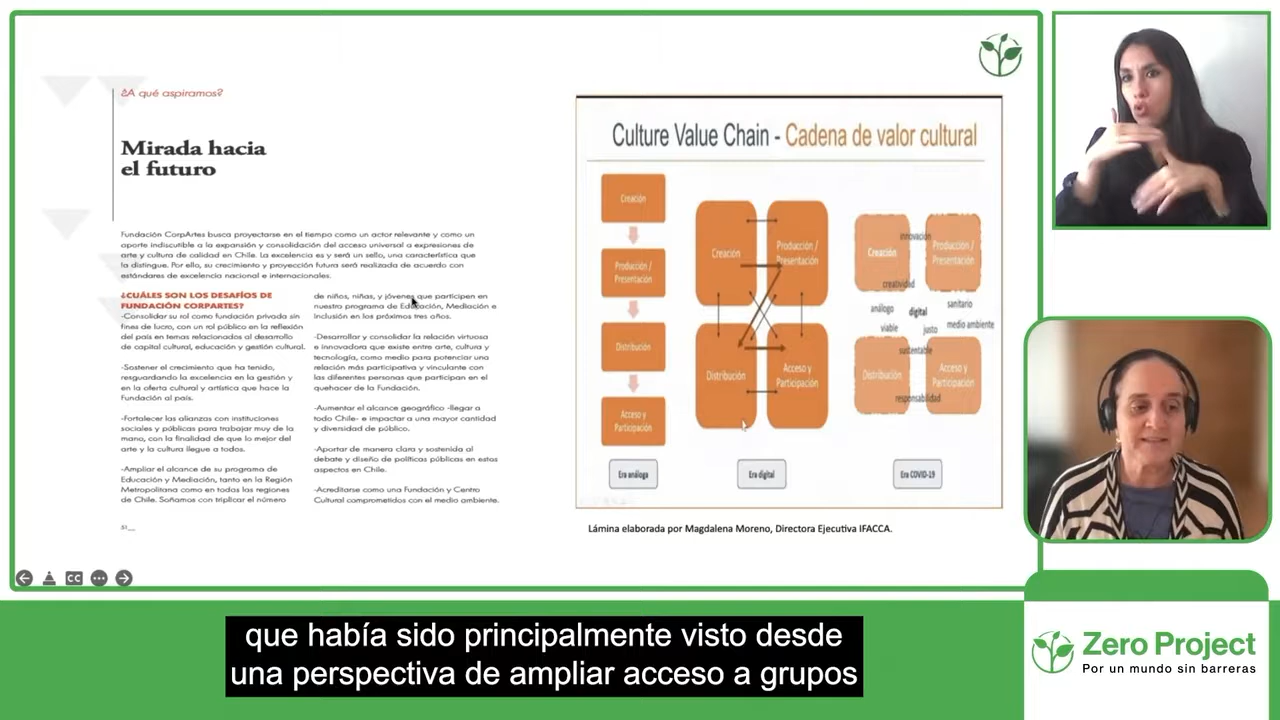 ¿A qué aspiramos?
Mirada hacia
el futuro
Fundación CorpArtes busca proyectarse en el tiempo como un actor relevante y como un
aporte indiscutible a la expansión y consolidación del acceso universal a expresiones de
arte y cultura de calidad en Chile. La excelencia es y será un sello, una característica que
la distingue. Por ello, su crecimiento y proyección futura será realizada de acuerdo con
estándares de excelencia nacional e internacionales.
¿CUÁLES SON LOS DESAFÍOS DE
FUNDACIÓN CORPARTES?
-Consolidar su rol como fundación privada sin
fines de lucro, con un rol público en la reflexión
del país en temas relacionados al desarrollo
de capital cultural, educación y gestión cultural.
-Sostener el crecimiento que ha tenido,
resguardando la excelencia en la gestión y
en la oferta cultural y artística que hace la
Fundación al país.
-Fortalecer las alianzas con instituciones
sociales y públicas para trabajar muy de la
mano, con la finalidad de que lo mejor del
arte y la cultura llegue a todos.
-Ampliar el alcance de su programa de
Educación y Mediación, tanto en la Región
Metropolitana como en todas las regiones
de Chile. Soñamos con triplicar el número
de niños, niñas, y jóvenes que participen en
nuestra programa de Educación, Mediación e
Inclusión en los próximos tres años.
-Desarrollar y consolidar la relación virtuosa
e innovadora que existe entre arte, cultura y
tecnología, como medio para potenciar una
relación más participativa y vinculante con
las diferentes personas que participan en el
quehacer de la Fundación.
-Aumentar el alcance geográfico -llegar a
todo Chile- e impactar a una mayor cantidad
y diversidad de público.
-Aportar de manera clara y sostenida al
debate y diseño de políticas públicas en estos
aspectos en Chile.
-Acreditarse como una Fundación y Centro
Cultural comprometidos con el medio ambiente.
51__
Culture Value Chain - Cadena de valor cultural
Creación
Producción /
Presentación
Distribución
Acceso y
Participación
Era análoga
Creación
Producción /
Presentación
Distribución
Acceso y
Participación
Era digital
Creación
innovación
Producción /
Presentación
creatividad
análogo
digital
sanitario
viable
justo
medio ambiente
sustentable
Distribución
Acceso y
Participación
responsabilidad
Era COVID-19
Lámina elaborada por Magdalena Moreno, Directora Ejecutiva IFACCA.
CC
que había sido principalmente visto desde
una perspectiva de ampliar acceso a grupos
Zero Project
Por un mundo sin barreras